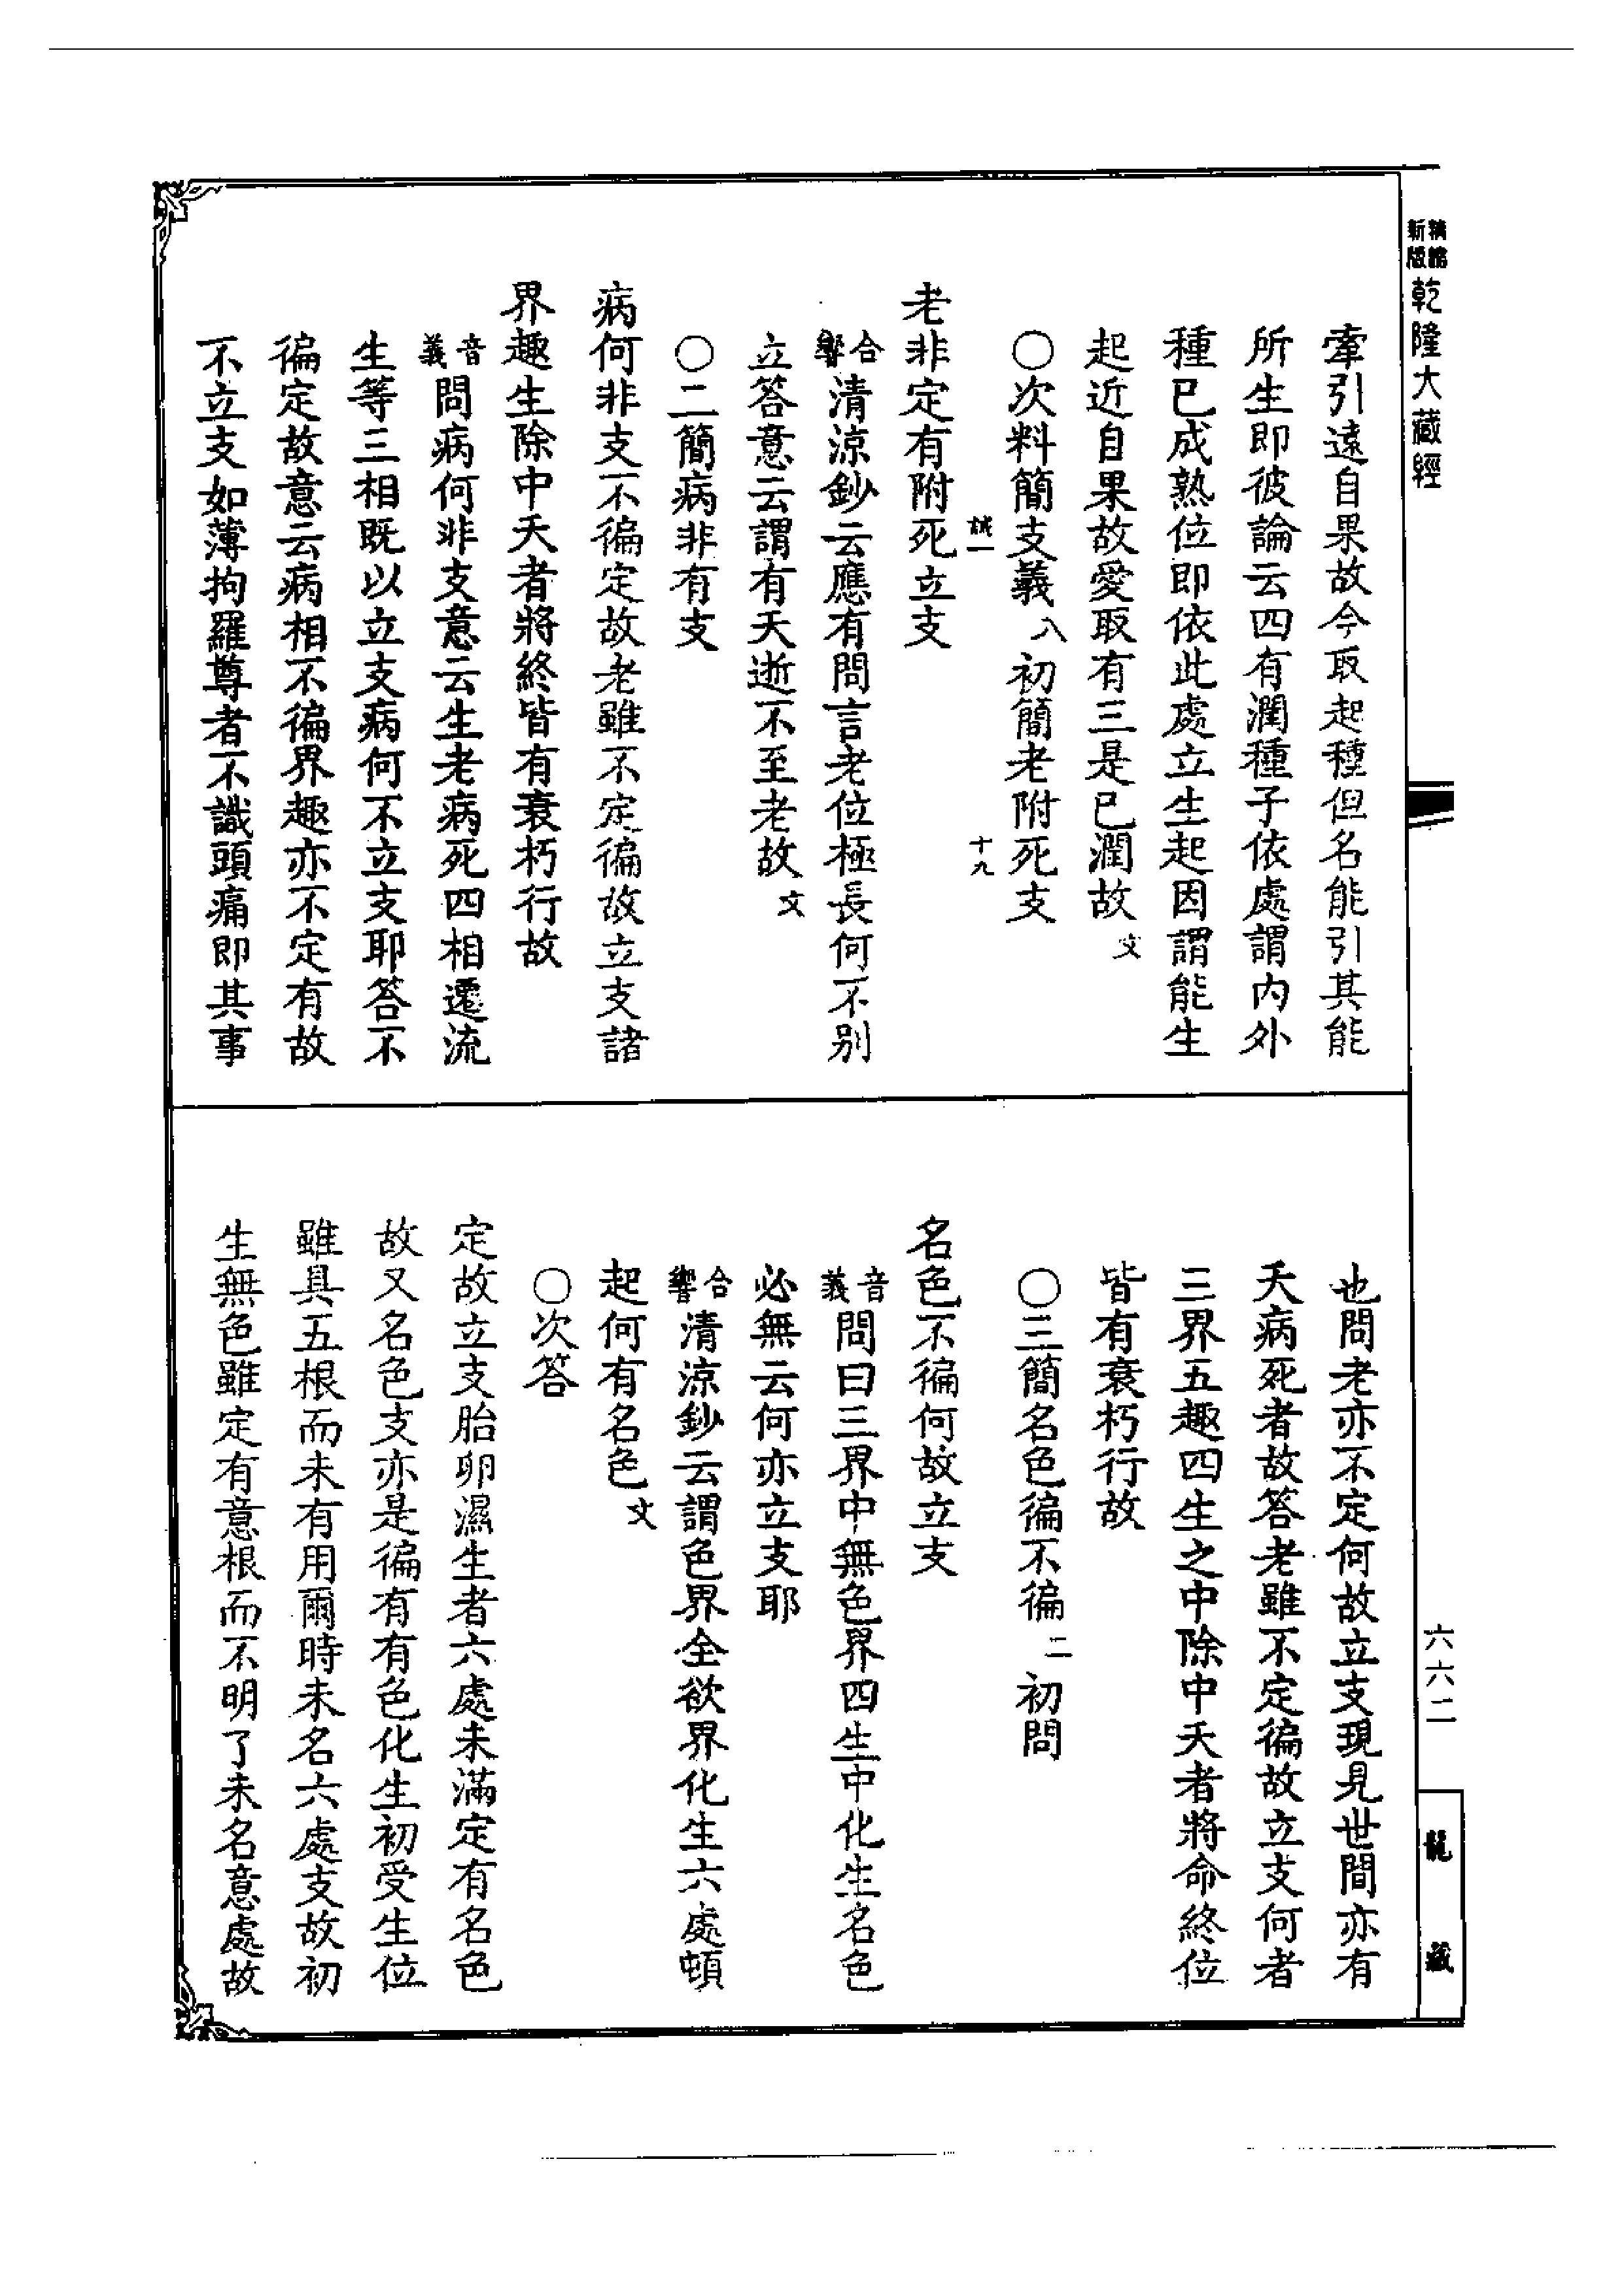 精縮新版乾隆大藏經
六六二
龍藏
牽引遠自果故今取起種但名能引其能
所生即彼論云四有潤種子依處謂內外
種已成熟位即依此處立生起因謂能生
起近自果故愛取有三是已潤故文
〇次料簡支義八初簡老附死支
誠一 十九
老非定有附死立支
合響清涼鈔云應有問言老位極長何不別
立答意云謂有夭逝不至老故文
〇二簡病非有支
病何非支不徧定故老雖不定徧故立支諸
界趣生除中夭者將終皆有衰朽行故
音義問病何非支意云生老病死四相遷流
生等三相既以立支病何不立支耶答不
徧定故意云病相不徧界趣亦不定有故
不立支如薄拘羅尊者不識頭痛即其事
也問老亦不定何故立支現見世間亦有
夭病死者故答老雖不定徧故立支何者
三界五趣四生之中除中夭者將命終位
皆有衰朽行故
〇三簡名色徧不徧二初問
名色不徧何故立支
音義問曰三界中無色界四生中化生名色
必無云何亦立支耶
合響清涼鈔云謂色界全欲界化生六處頓
起何有名色文
〇次答
定故立支胎卵濕生者六處未滿定有名色
故又名色支亦是徧有有色化生初受生位
雖具五根而未有用爾時未名六處支故初
生無色雖定有意根而不明了未名意處故